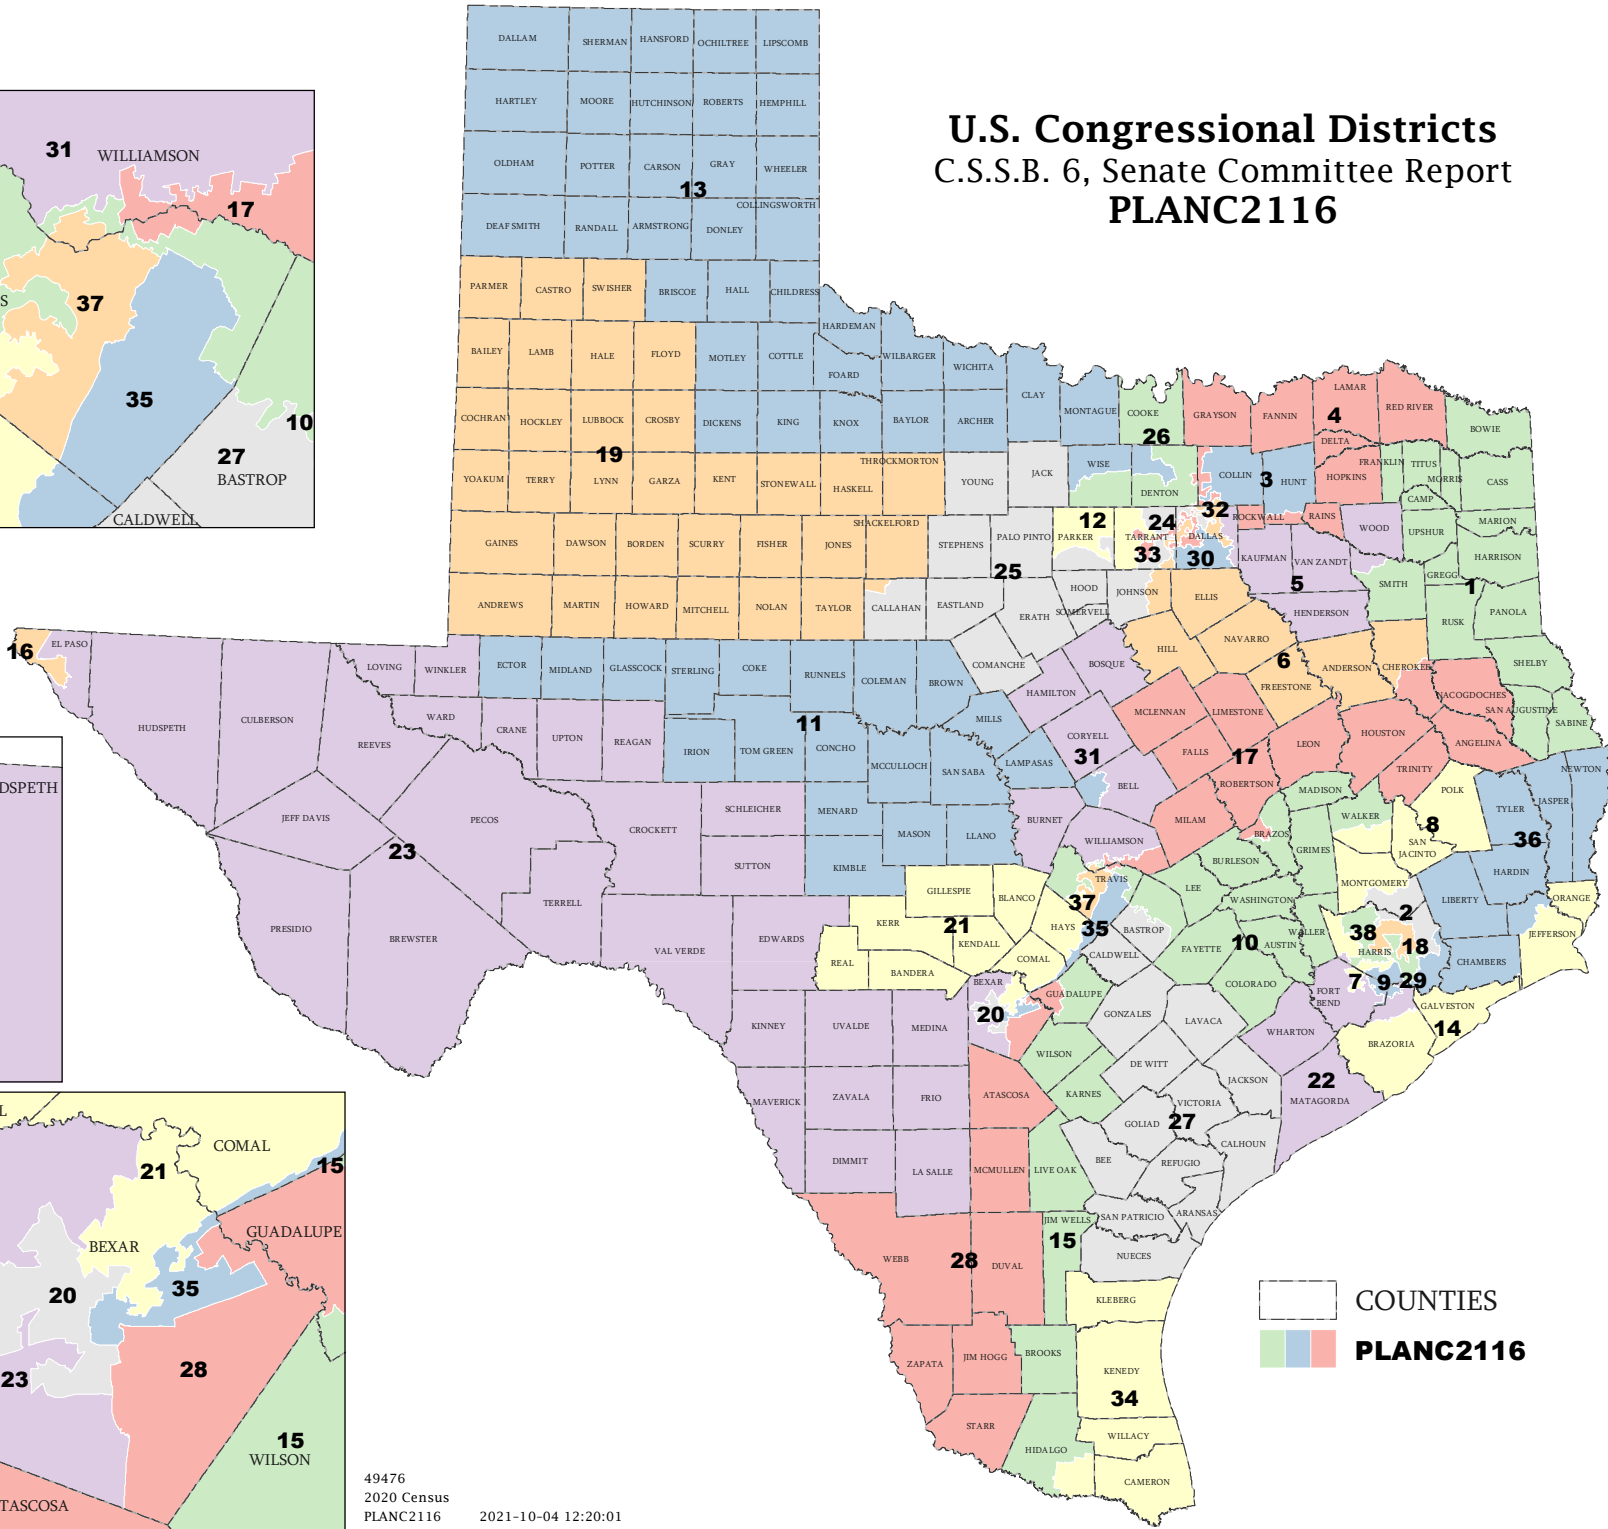 U.S. Congressional Districts
C.S.S.B. 6, Senate Committee Report
PLANC2116
DALLAM
SHERMAN
HANSFORD
OCHILTREE
LIPSCOMB
HARTLEY
MOORE
HUTCHINSON
ROBERTS
HEMPHILL
OLDHAM
POTTER
CARSON
GRAY
WHEELER
13
COLLINGSWORTH
DEAF SMITH
RANDALL
ARMSTRONG
DONLEY
PARMER
CASTRO
SWISHER
BRISCOE
HALL
CHILDRESS
HARDEMAN
BAILEY
LAMB
HALE
FLOYD
MOTLEY
COTTLE
FOARD
WILBARGER
WICHITA
CLAY
MONTAGUE
COOKE
26
GRAYSON
FANNIN
LAMAR
4
RED RIVER
BOWIE
COCHRAN
HOCKLEY
LUBBOCK
CROSBY
DICKENS
KING
KNOX
BAYLOR
ARCHER
19
DELTA
YOAKUM
TERRY
LYNN
GARZA
KENT
STONEWALL
HASKELL
THROCKMORTON
YOUNG
JACK
WISE
DENTON
COLLIN
3
HUNT
HOPKINS
FRANKLIN
TITUS
MORRIS
CASS
CAMP
GAINES
DAWSON
BORDEN
SCURRY
FISHER
JONES
SHACKELFORD
STEPHENS
PALO PINTO
12
PARKER
24
TARRANT
33
32
DALLAS
30
ROCKWALL
RAINS
WOOD
UPSHUR
MARION
HARRISON
KAUFMAN
VAN ZANDT
5
SMITH
GREGG
1
25
ANDREWS
MARTIN
HOWARD
MITCHELL
NOLAN
TAYLOR
CALLAHAN
EASTLAND
ERATH
HOOD
SOMERVELL
JOHNSON
ELLIS
HENDERSON
RUSK
PANOLA
16
EL PASO
LOVING
WINKLER
ECTOR
MIDLAND
GLASSCOCK
STERLING
COKE
RUNNELS
COLEMAN
BROWN
COMANCHE
BOSQUE
HILL
NAVARRO
6
FREESTONE
ANDERSON
CHEROKEE
SHELBY
HUDSPETH
CULBERSON
REEVES
WARD
CRANE
UPTON
REAGAN
IRION
TOM GREEN
11
CONCHO
MILLS
HAMILTON
MCLENNAN
LIMESTONE
NACOGDOCHES
SAN AUGUSTINE
SABINE
MCCULLOCH
SAN SABA
LAMPASAS
CORYELL
31
BELL
FALLS
17
LEON
HOUSTON
ANGELINA
NEWTON
JEFF DAVIS
PECOS
CROCKETT
SCHLEICHER
MENARD
MASON
LLANO
BURNET
ROBERTSON
MADISON
TRINITY
POLK
TYLER
JASPER
23
SUTTON
KIMBLE
WILLIAMSON
MILAM
BRAZOS
WALKER
8
SAN JACINTO
36
GRIMES
BURLESON
HARDIN
PRESIDIO
BREWSTER
TERRELL
VAL VERDE
EDWARDS
KERR
GILLESPIE
BLANCO
TRAVIS
37
LEE
WASHINGTON
MONTGOMERY
2
LIBERTY
ORANGE
REAL
21
KENDALL
HAYS
35
BASTROP
FAYETTE
10
AUSTIN
WALLER
38
HARRIS
18
JEFFERSON
BANDERA
COMAL
CALDWELL
CHAMBERS
BEXAR
20
GUADALUPE
COLORADO
FORT BEND
7
9
29
GALVESTON
14
KINNEY
UVALDE
MEDINA
GONZALES
LAVACA
WHARTON
BRAZORIA
WILSON
DE WITT
22
MATAGORDA
MAVERICK
ZAVALA
FRIO
ATASCOSA
KARNES
JACKSON
VICTORIA
GOLIAD
27
CALHOUN
DIMMIT
LA SALLE
MCMULLEN
LIVE OAK
BEE
REFUGIO
SAN PATRICIO
ARANSAS
WEBB
28
DUVAL
JIM WELLS
15
NUECES
KLEBERG
ZAPATA
JIM HOGG
BROOKS
KENEDY
34
STARR
HIDALGO
WILLACY
CAMERON
31
WILLIAMSON
17
S
37
35
10
27
BASTROP
CALDWELL
DSPETH
L
COMAL
21
15
BEXAR
GUADALUPE
20
35
23
28
15
WILSON
TASCOSA
COUNTIES
PLANC2116
49476
2020 Census
PLANC2116 2021-10-04 12:20:01